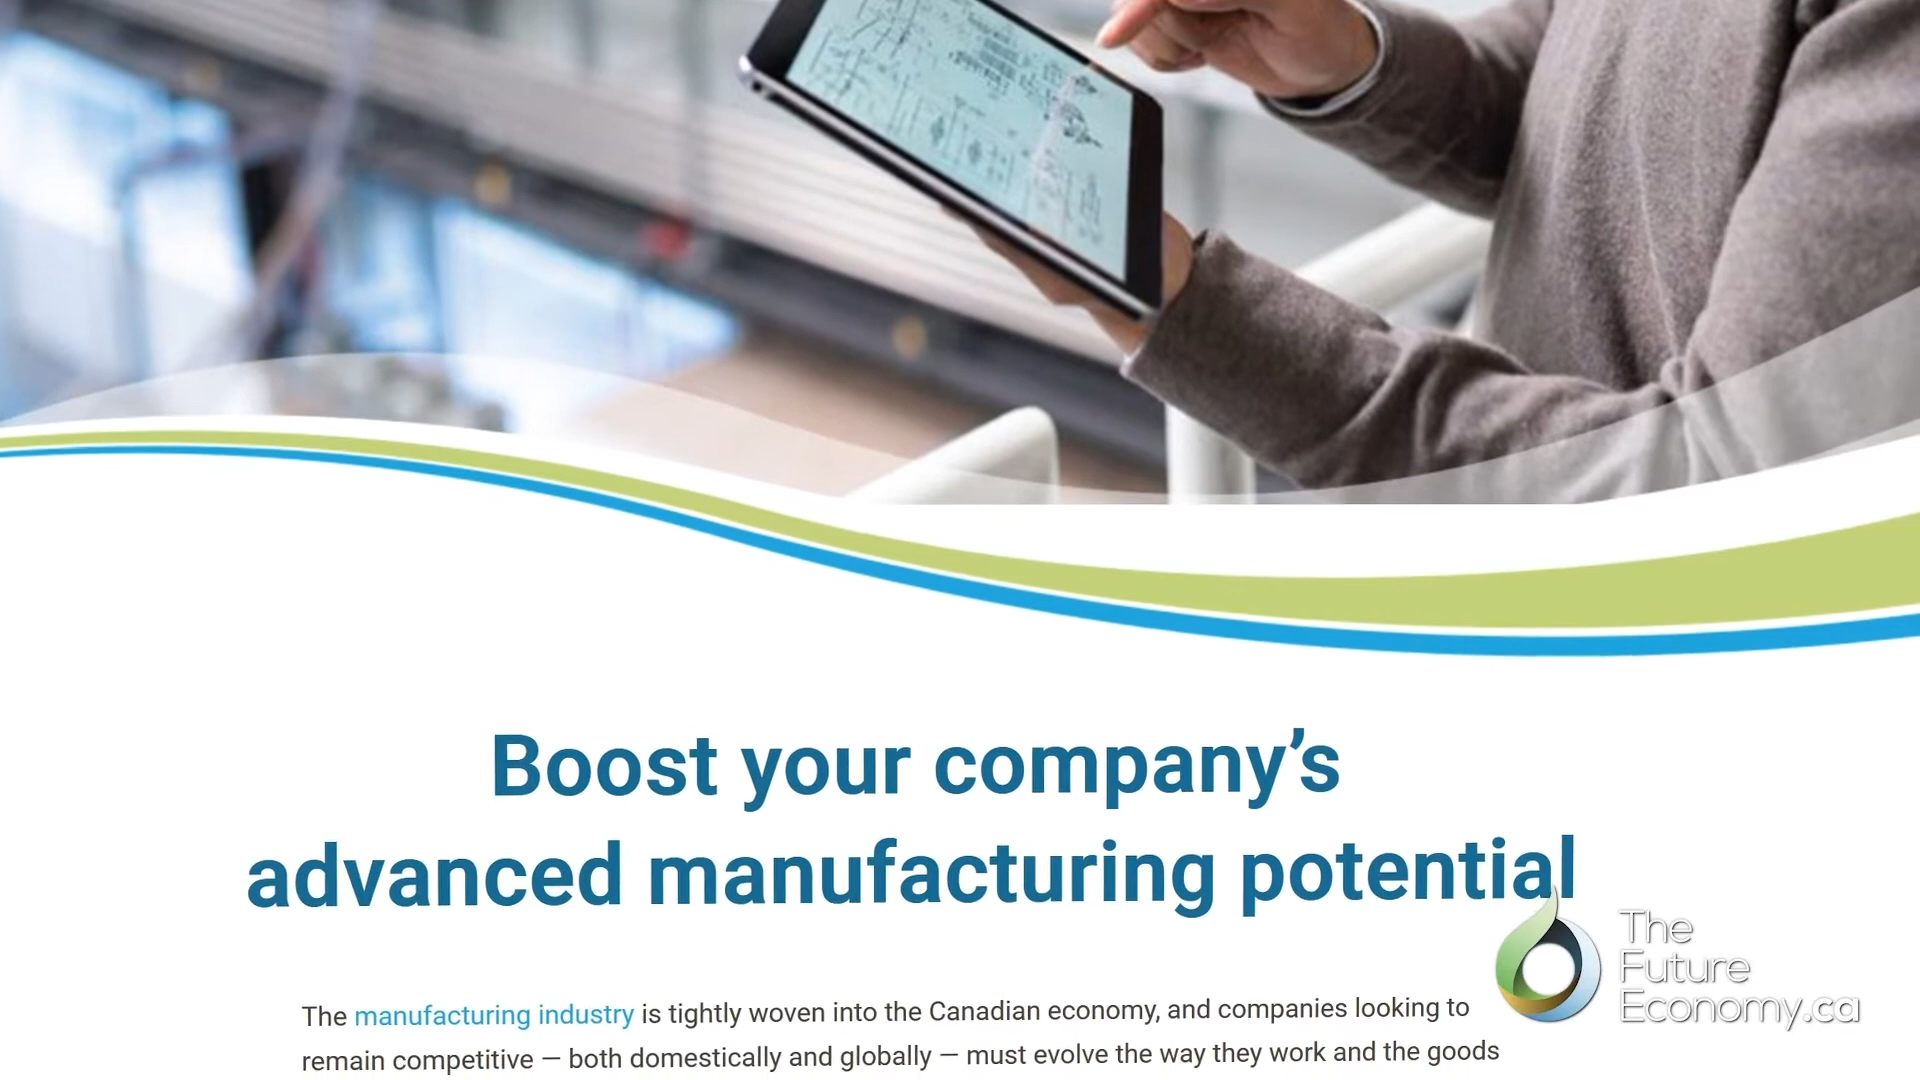 Boost your company’s
advanced manufacturing potential
The manufacturing industry is tightly woven into the Canadian economy, and companies looking to
remain competitive — both domestically and globally — must evolve the way they work and the goods
The
Future
Economy.ca